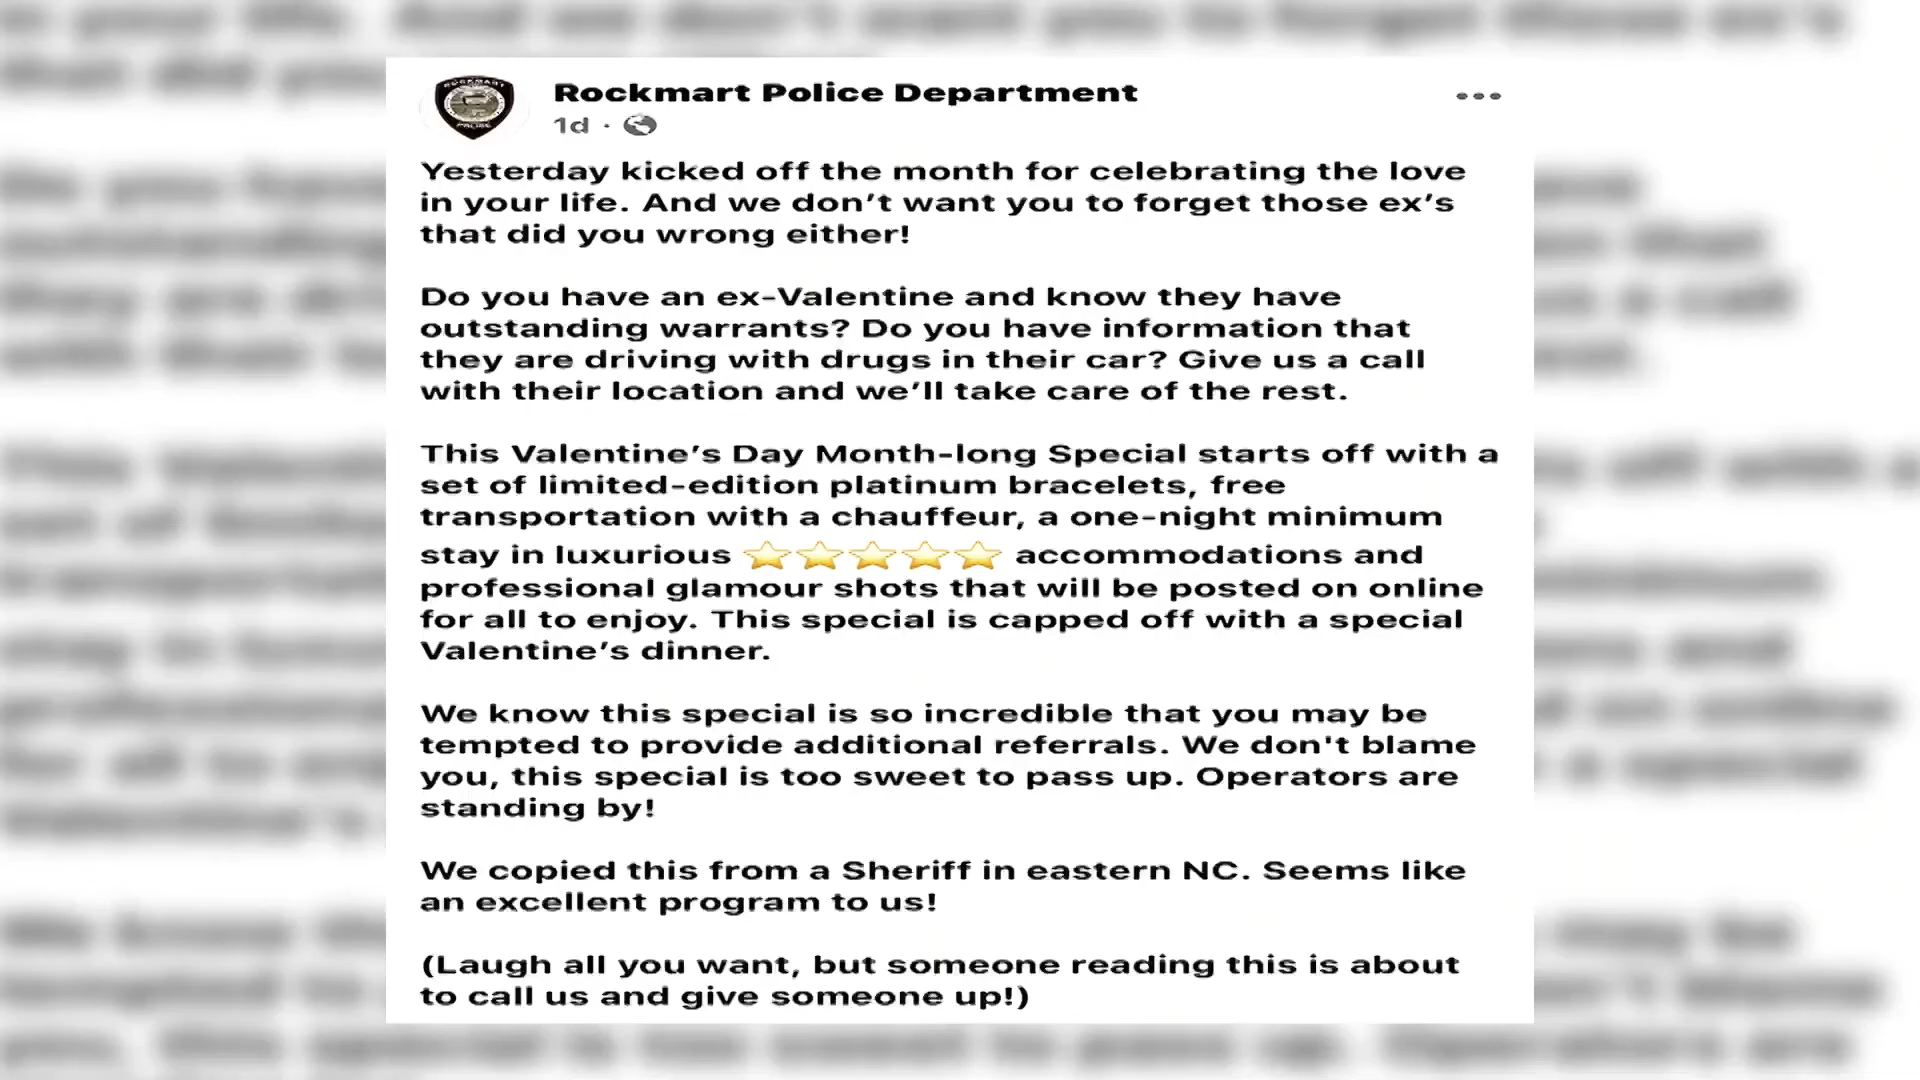 ROCKMART
POLICE
Rockmart Police Department
1d ·
Yesterday kicked off the month for celebrating the love
in your life. And we don’t want you to forget those ex’s
that did you wrong either!
Do you have an ex-Valentine and know they have
outstanding warrants? Do you have information that
they are driving with drugs in their car? Give us a call
with their location and we’ll take care of the rest.
This Valentine’s Day Month-long Special starts off with a
set of limited-edition platinum bracelets, free
transportation with a chauffeur, a one-night minimum
stay in luxurious ⭐⭐⭐⭐⭐ accommodations and
professional glamour shots that will be posted on online
for all to enjoy. This special is capped off with a special
Valentine’s dinner.
We know this special is so incredible that you may be
tempted to provide additional referrals. We don't blame
you, this special is too sweet to pass up. Operators are
standing by!
We copied this from a Sheriff in eastern NC. Seems like
an excellent program to us!
(Laugh all you want, but someone reading this is about
to call us and give someone up!)